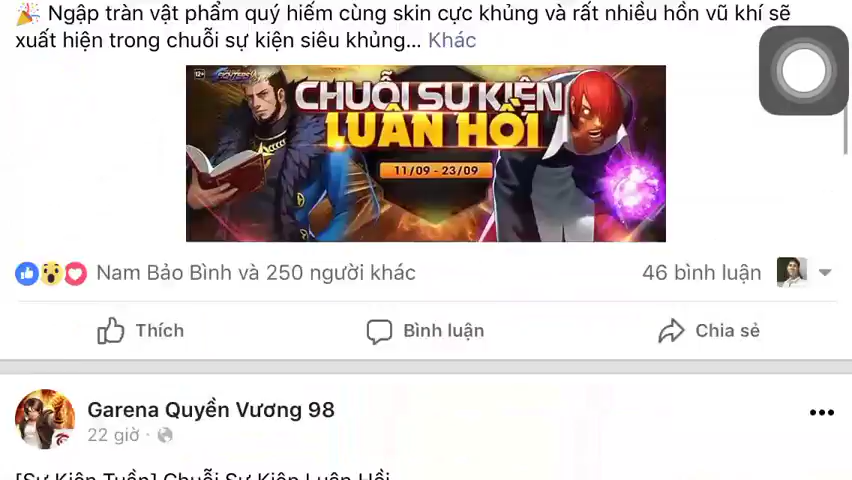 🎉 Ngập tràn vật phẩm quý hiếm cùng skin cực khủng và rất nhiều hồn vũ khí sẽ
xuất hiện trong chuỗi sự kiện siêu khủng... Khác
12+
FIGHTERS
CHUỖI SỰ KIỆN
LUÂN HỒI
11/09 - 23/09
Nam Bảo Bình và 250 người khác
46 bình luận
Thích
Bình luận
Chia sẻ
Garena Quyền Vương 98
22 giờ ·
[Sự Kiện Tuần] Chuỗi Sự Kiện Luân Hồi